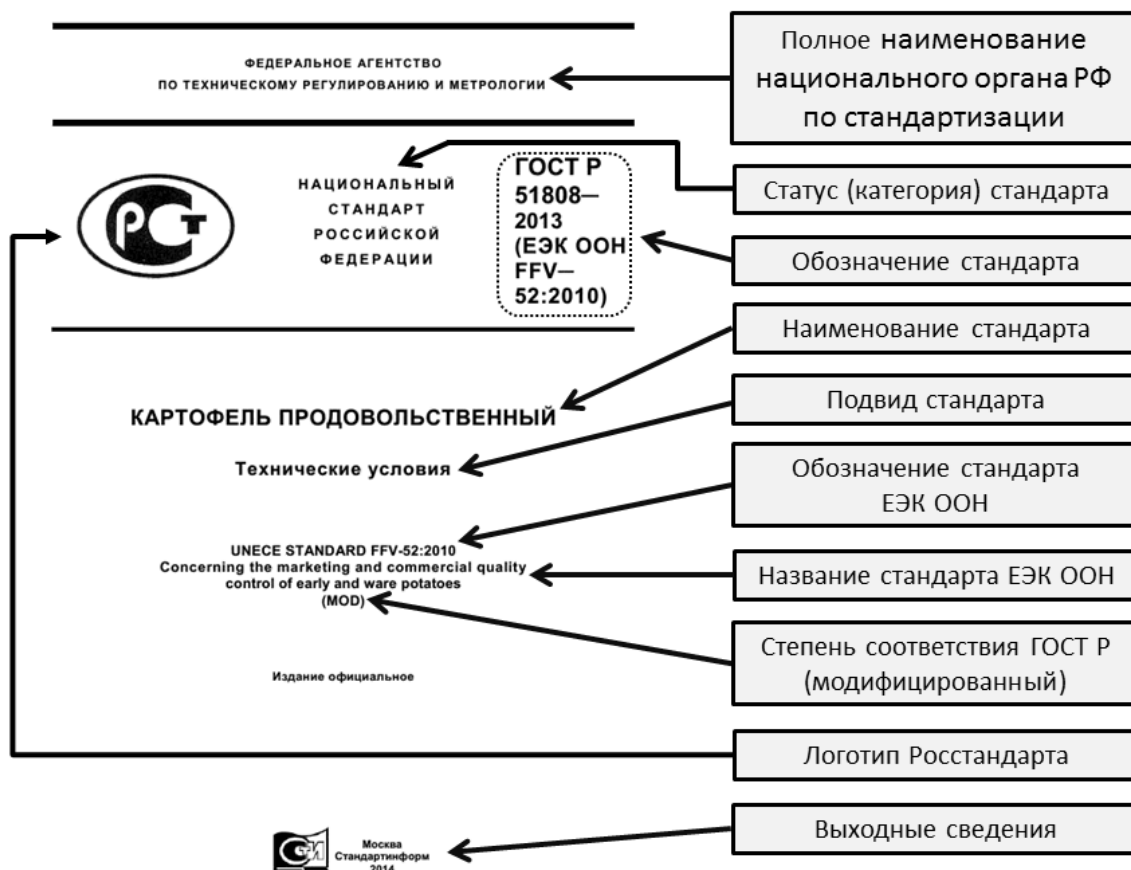 ФЕДЕРАЛЬНОЕ АГЕНТСТВО
ПО ТЕХНИЧЕСКОМУ РЕГУЛИРОВАНИЮ И МЕТРОЛОГИИ
Полное наименование
национального органа РФ
по стандартизации
РСТ
НАЦИОНАЛЬНЫЙ
СТАНДАРТ
РОССИЙСКОЙ
ФЕДЕРАЦИИ
ГОСТ Р
51808—
2013
(ЕЭК ООН
FFV—
52:2010)
Статус (категория) стандарта
Обозначение стандарта
Наименование стандарта
КАРТОФЕЛЬ ПРОДОВОЛЬСТВЕННЫЙ
Подвид стандарта
Технические условия
Обозначение стандарта
ЕЭК ООН
UNECE STANDARD FFV-52:2010
Concerning the marketing and commercial quality
control of early and ware potatoes
(MOD)
Название стандарта ЕЭК ООН
Степень соответствия ГОСТ Р
(модифицированный)
Издание официальное
Логотип Росстандарта
Москва
Стандартинформ
2014
Выходные сведения